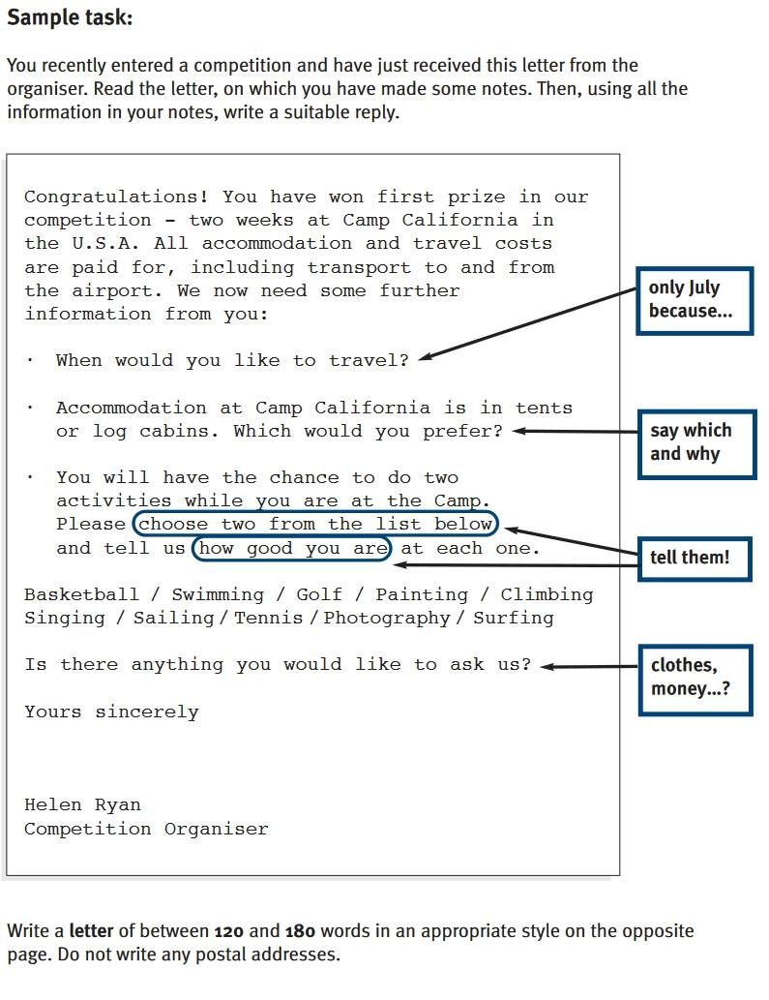 Sample task:
You recently entered a competition and have just received this letter from the
organiser. Read the letter, on which you have made some notes. Then, using all the
information in your notes, write a suitable reply.
Congratulations! You have won first prize in our
competition – two weeks at Camp California in
the U.S.A. All accommodation and travel costs
are paid for, including transport to and from
the airport. We now need some further
information from you:
only July
because...
· When would you like to travel?
· Accommodation at Camp California is in tents
or log cabins. Which would you prefer?
say which
and why
· You will have the chance to do two
activities while you are at the Camp.
Please choose two from the list below
and tell us how good you are at each one.
tell them!
Basketball / Swimming / Golf / Painting / Climbing
Singing / Sailing / Tennis / Photography / Surfing
Is there anything you would like to ask us?
clothes,
money...?
Yours sincerely
Helen Ryan
Competition Organiser
Write a letter of between 120 and 180 words in an appropriate style on the opposite
page. Do not write any postal addresses.